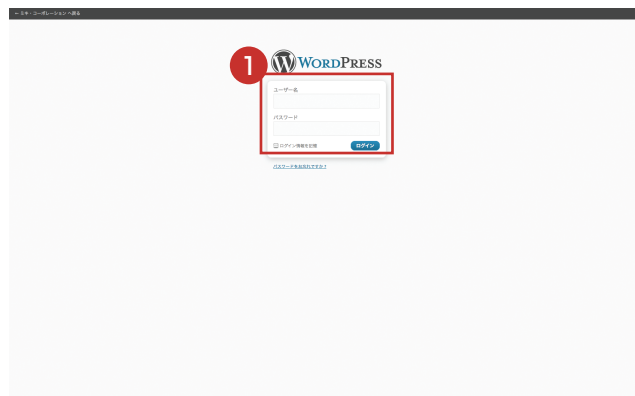 ← ミキ・コーポレーション へ戻る
1
WORDPRESS
ユーザー名
パスワード
ログイン情報を記憶
ログイン
パスワードをお忘れですか ?